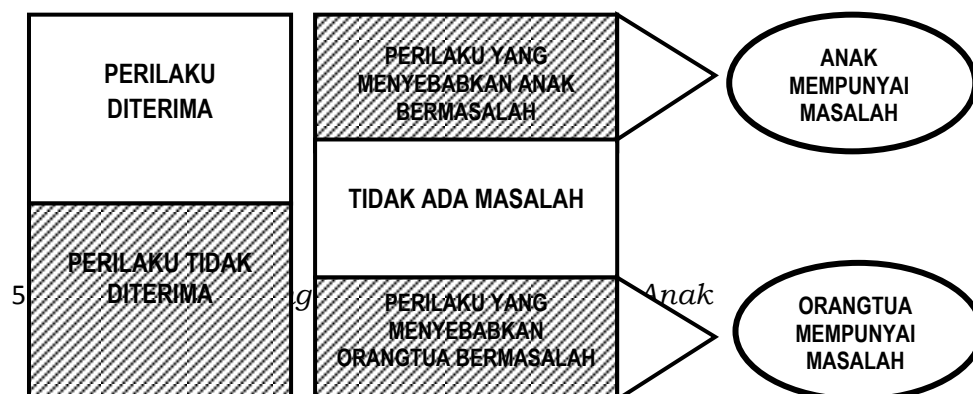 PERILAKU
DITERIMA
PERILAKU TIDAK
DITERIMA
PERILAKU YANG
MENYEBABKAN ANAK
BERMASALAH
TIDAK ADA MASALAH
PERILAKU YANG
MENYEBABKAN
ORANGTUA BERMASALAH
ANAK
MEMPUNYAI
MASALAH
ORANGTUA
MEMPUNYAI
MASALAH
5 Anak